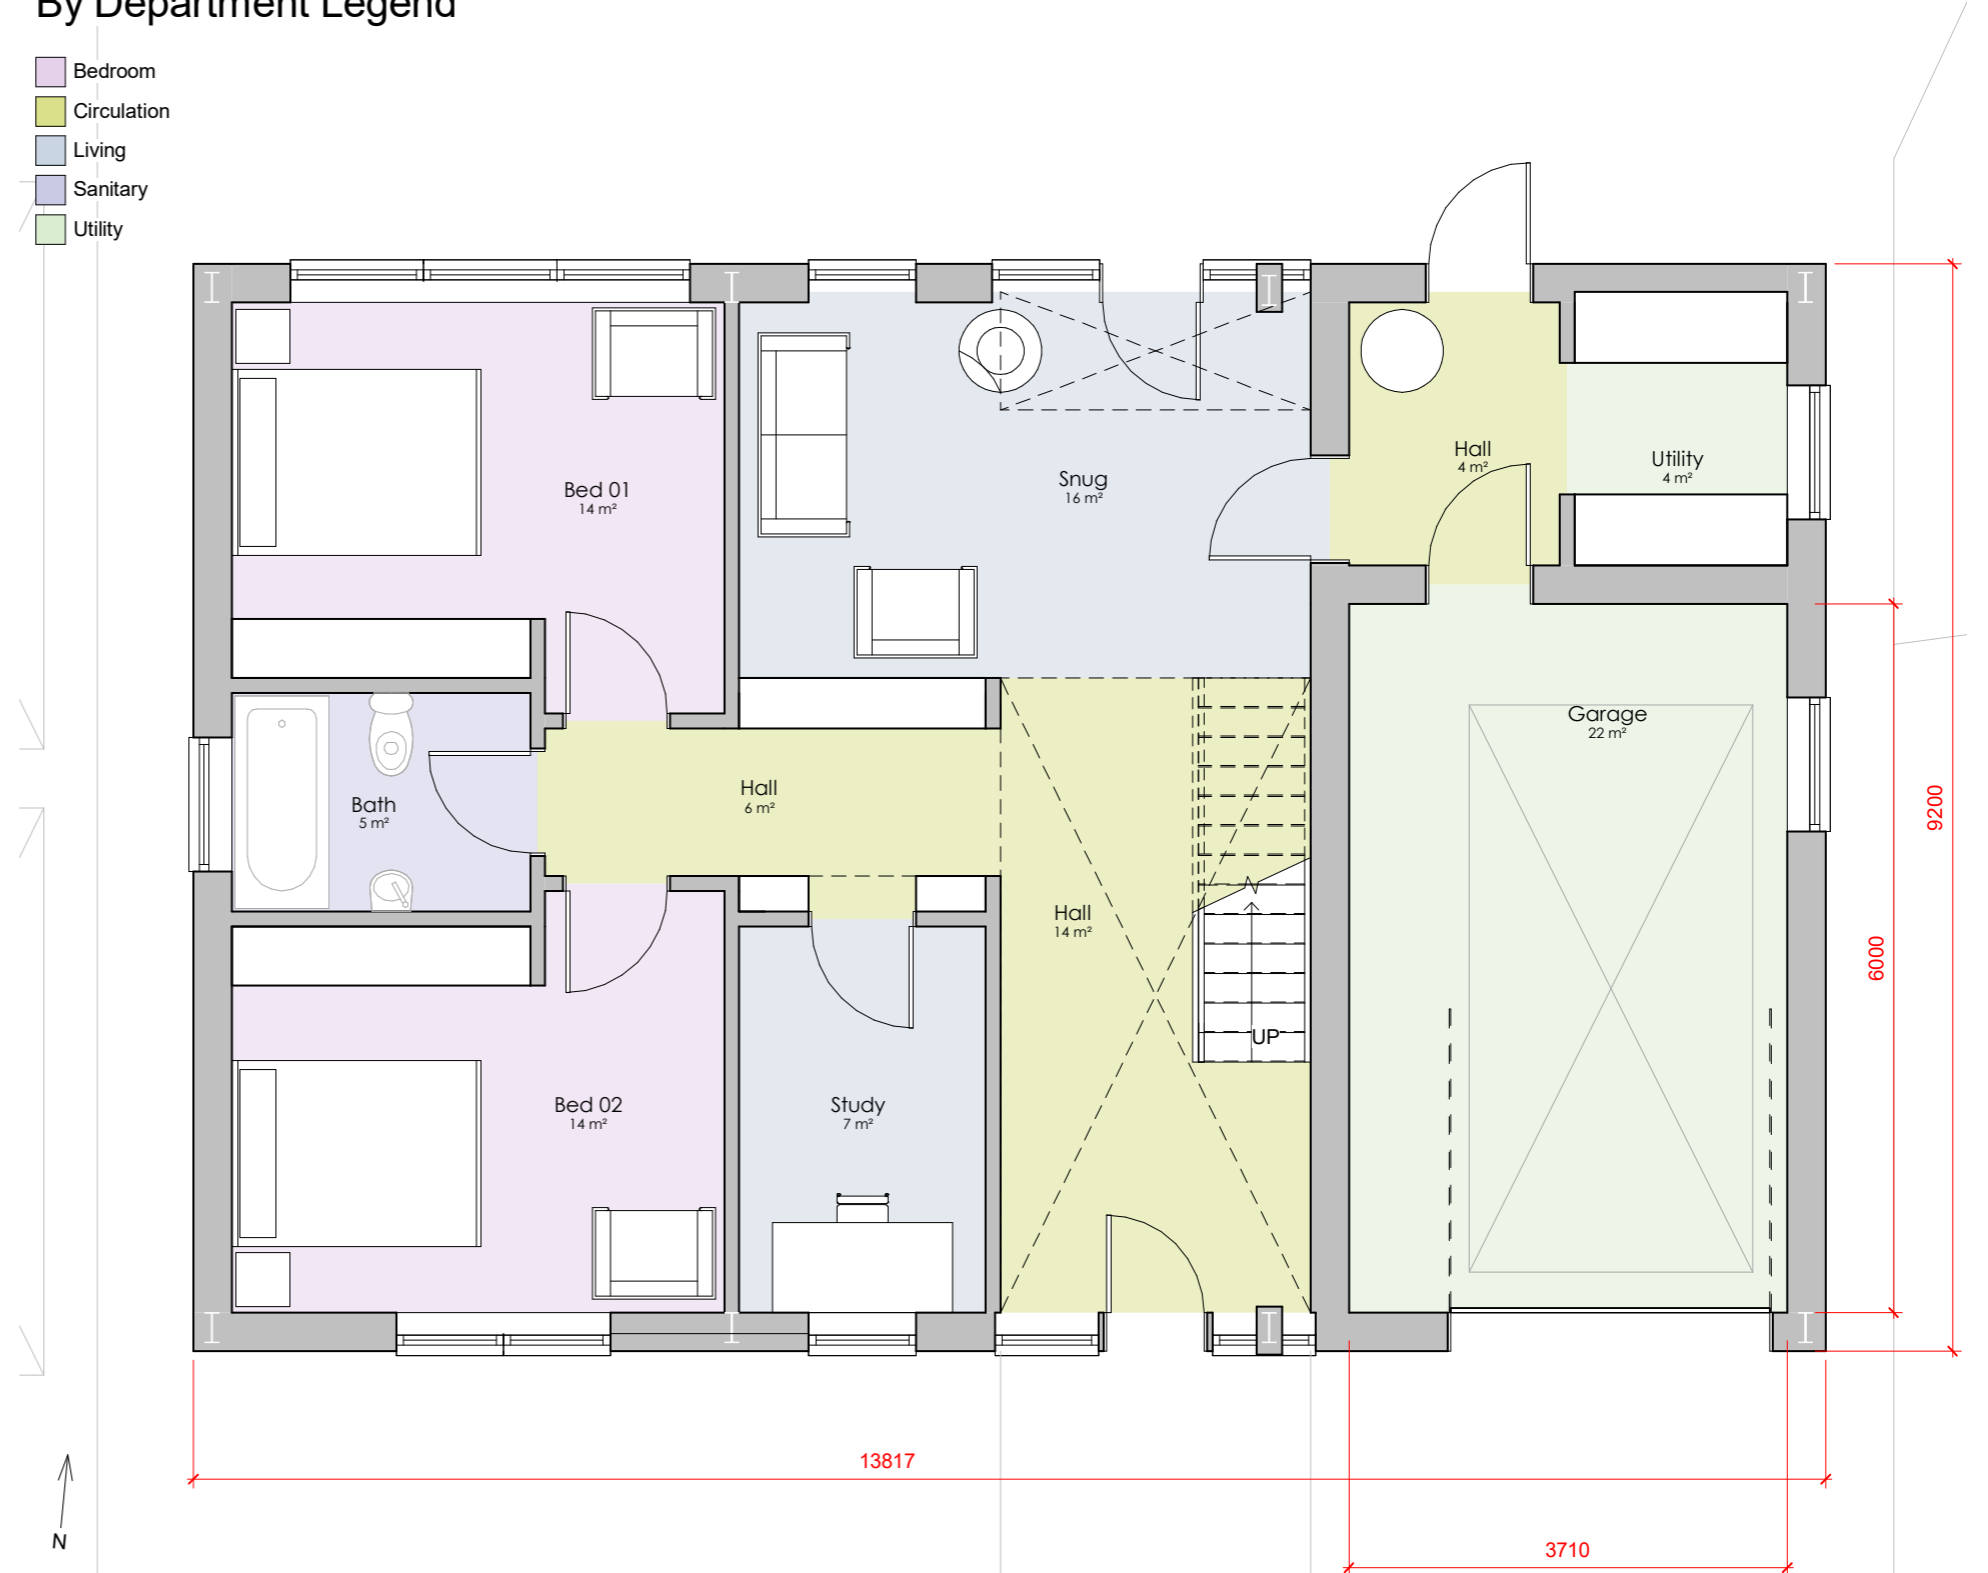 By Department Legend
Bedroom
Circulation
Living
Sanitary
Utility
Bed 01
14 m²
Snug
16 m²
Hall
4 m²
Utility
4 m²
Garage
22 m²
Bath
5 m²
Hall
6 m²
Hall
14 m²
UP
Bed 02
14 m²
Study
7 m²
9200
6000
13817
3710
N